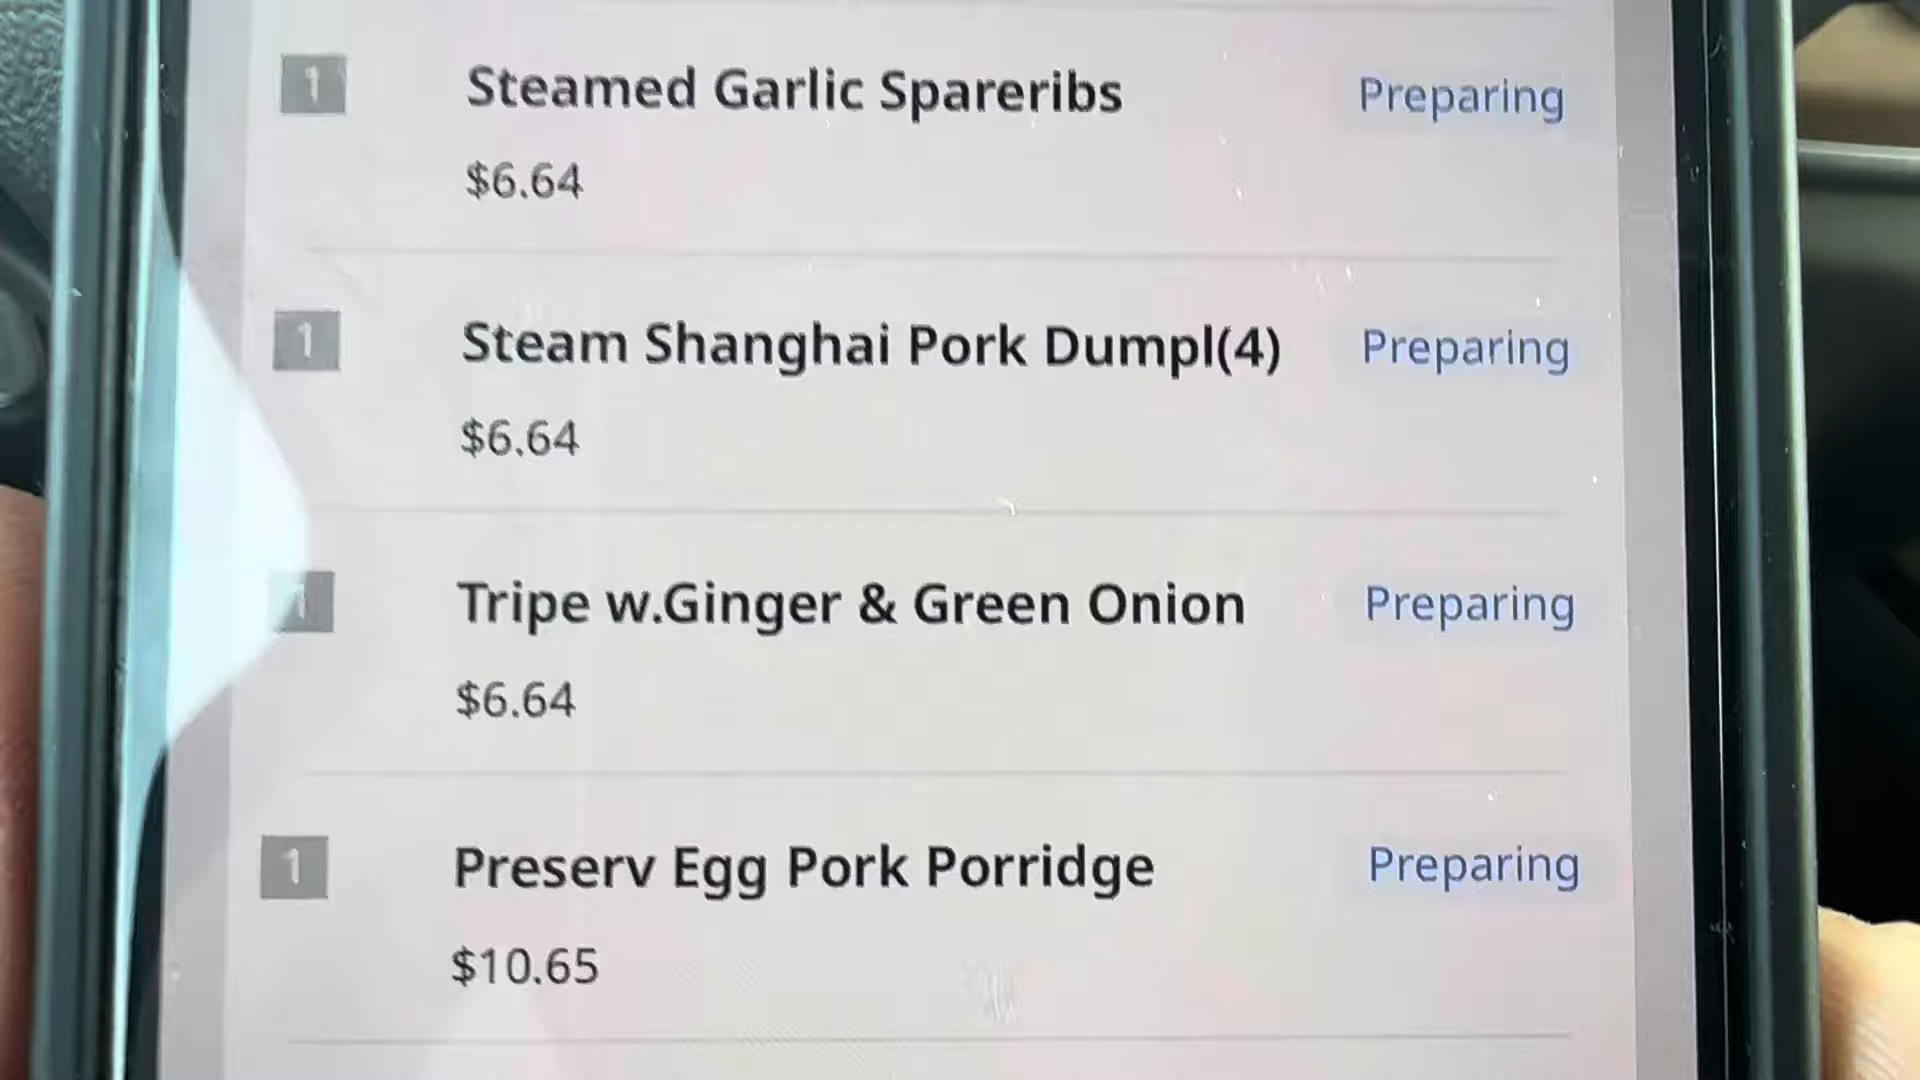 1 Steamed Garlic Spareribs Preparing
$6.64
1 Steam Shanghai Pork Dumpl(4) Preparing
$6.64
1 Tripe w.Ginger & Green Onion Preparing
$6.64
1 Preserv Egg Pork Porridge Preparing
$10.65